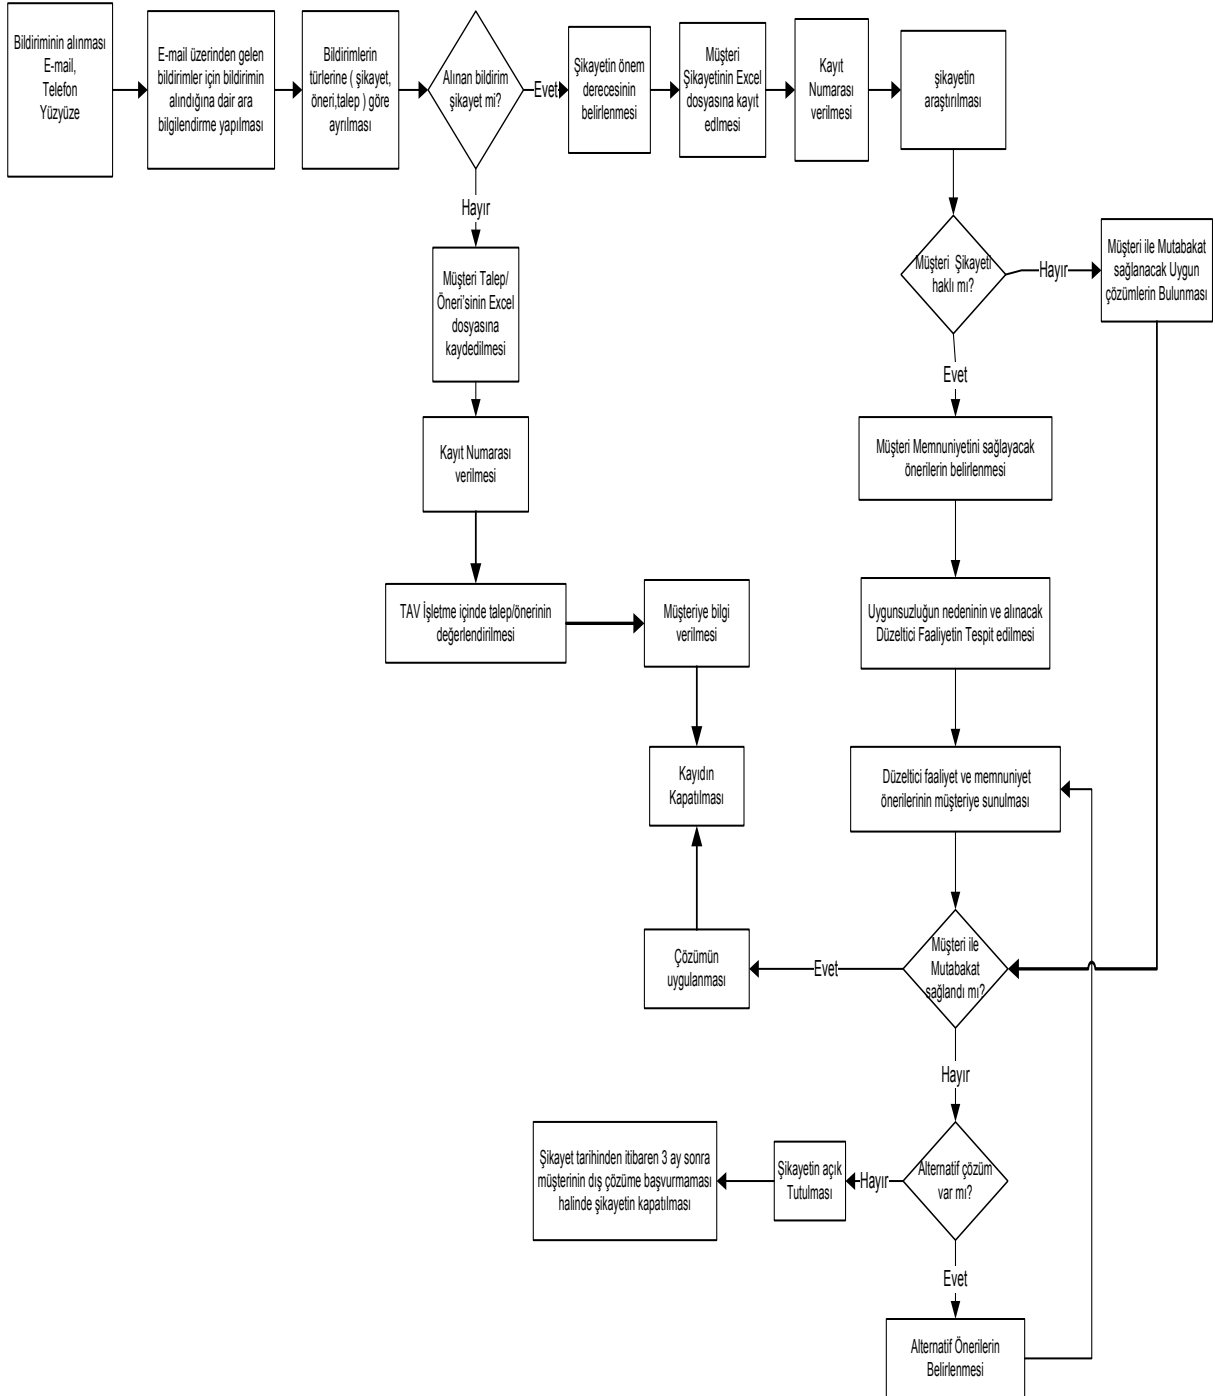 Bildiriminin alınması
E-mail,
Telefon
Yüzyüze
E-mail üzerinden gelen
bildirimler için bildirimin
alındığına dair ara
bilgilendirme yapılması
Bildirimlerin
türlerine ( şikayet,
öneri,talep ) göre
ayrılması
Alınan bildirim
şikayet mi?
Evet
Şikayetin önem
derecesinin
belirlenmesi
Müşteri
Şikayetinin Excel
dosyasına kayıt
edlmesi
Kayıt
Numarası
verilmesi
şikayetin
araştırılması
Hayır
Müşteri Talep/
Öneri'sinin Excel
dosyasına
kaydedilmesi
Kayıt Numarası
verilmesi
TAV İşletme içinde talep/önerinin
değerlendirilmesi
Müşteriye bilgi
verilmesi
Kayıdın
Kapatılması
Müşteri Şikayeti
haklı mı?
Hayır
Müşteri ile Mutabakat
sağlanacak Uygun
çözümlerin Bulunması
Evet
Müşteri Memnuniyetini sağlayacak
önerilerin belirlenmesi
Uygunsuzluğun nedeninin ve alınacak
Düzeltici Faaliyetin Tespit edilmesi
Düzeltici faaliyet ve memnuniyet
önerilerinin müşteriye sunulması
Müşteri ile
Mutabakat
sağlandı mı?
Evet
Çözümün
uygulanması
Hayır
Alternatif çözüm
var mı?
Hayır
Şikayetin açık
Tutulması
Şikayet tarihinden itibaren 3 ay sonra
müşterinin dış çözüme başvurmaması
halinde şikayetin kapatılması
Evet
Alternatif Önerilerin
Belirlenmesi